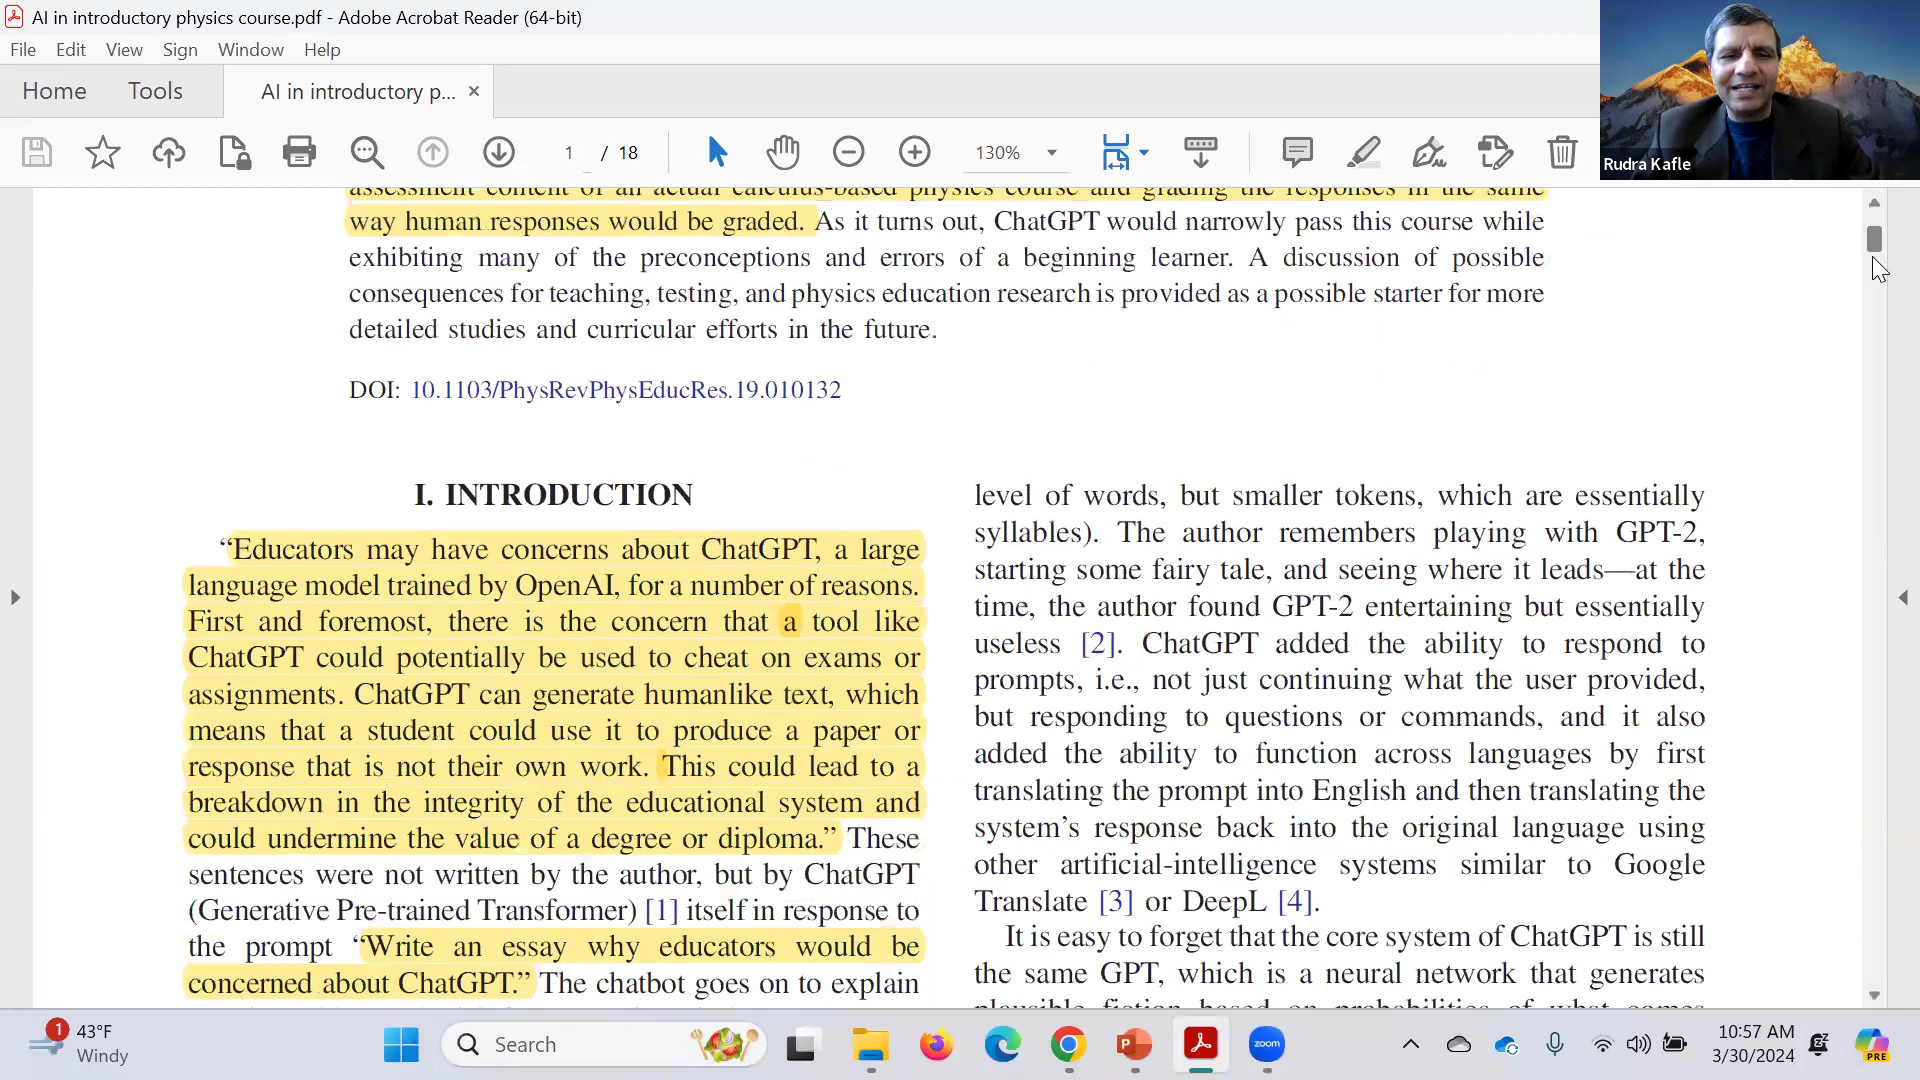 AI in introductory physics course.pdf - Adobe Acrobat Reader (64-bit)
File Edit View Sign Window Help
Home Tools AI in introductory p... ×
1 / 18 130%
Rudra Kafle
assessment content of an actual calculus-based physics course and grading the responses in the same
way human responses would be graded. As it turns out, ChatGPT would narrowly pass this course while
exhibiting many of the preconceptions and errors of a beginning learner. A discussion of possible
consequences for teaching, testing, and physics education research is provided as a possible starter for more
detailed studies and curricular efforts in the future.
DOI: 10.1103/PhysRevPhysEducRes.19.010132
I. INTRODUCTION
“Educators may have concerns about ChatGPT, a large
language model trained by OpenAI, for a number of reasons.
First and foremost, there is the concern that a tool like
ChatGPT could potentially be used to cheat on exams or
assignments. ChatGPT can generate humanlike text, which
means that a student could use it to produce a paper or
response that is not their own work. This could lead to a
breakdown in the integrity of the educational system and
could undermine the value of a degree or diploma.” These
sentences were not written by the author, but by ChatGPT
(Generative Pre-trained Transformer) [1] itself in response to
the prompt “Write an essay why educators would be
concerned about ChatGPT.” The chatbot goes on to explain
level of words, but smaller tokens, which are essentially
syllables). The author remembers playing with GPT-2,
starting some fairy tale, and seeing where it leads—at the
time, the author found GPT-2 entertaining but essentially
useless [2]. ChatGPT added the ability to respond to
prompts, i.e., not just continuing what the user provided,
but responding to questions or commands, and it also
added the ability to function across languages by first
translating the prompt into English and then translating the
system’s response back into the original language using
other artificial-intelligence systems similar to Google
Translate [3] or DeepL [4].
It is easy to forget that the core system of ChatGPT is still
the same GPT, which is a neural network that generates
plausible fiction based on probabilities of what comes
1
43°F
Windy
Search
zoom
10:57 AM
3/30/2024
PRE